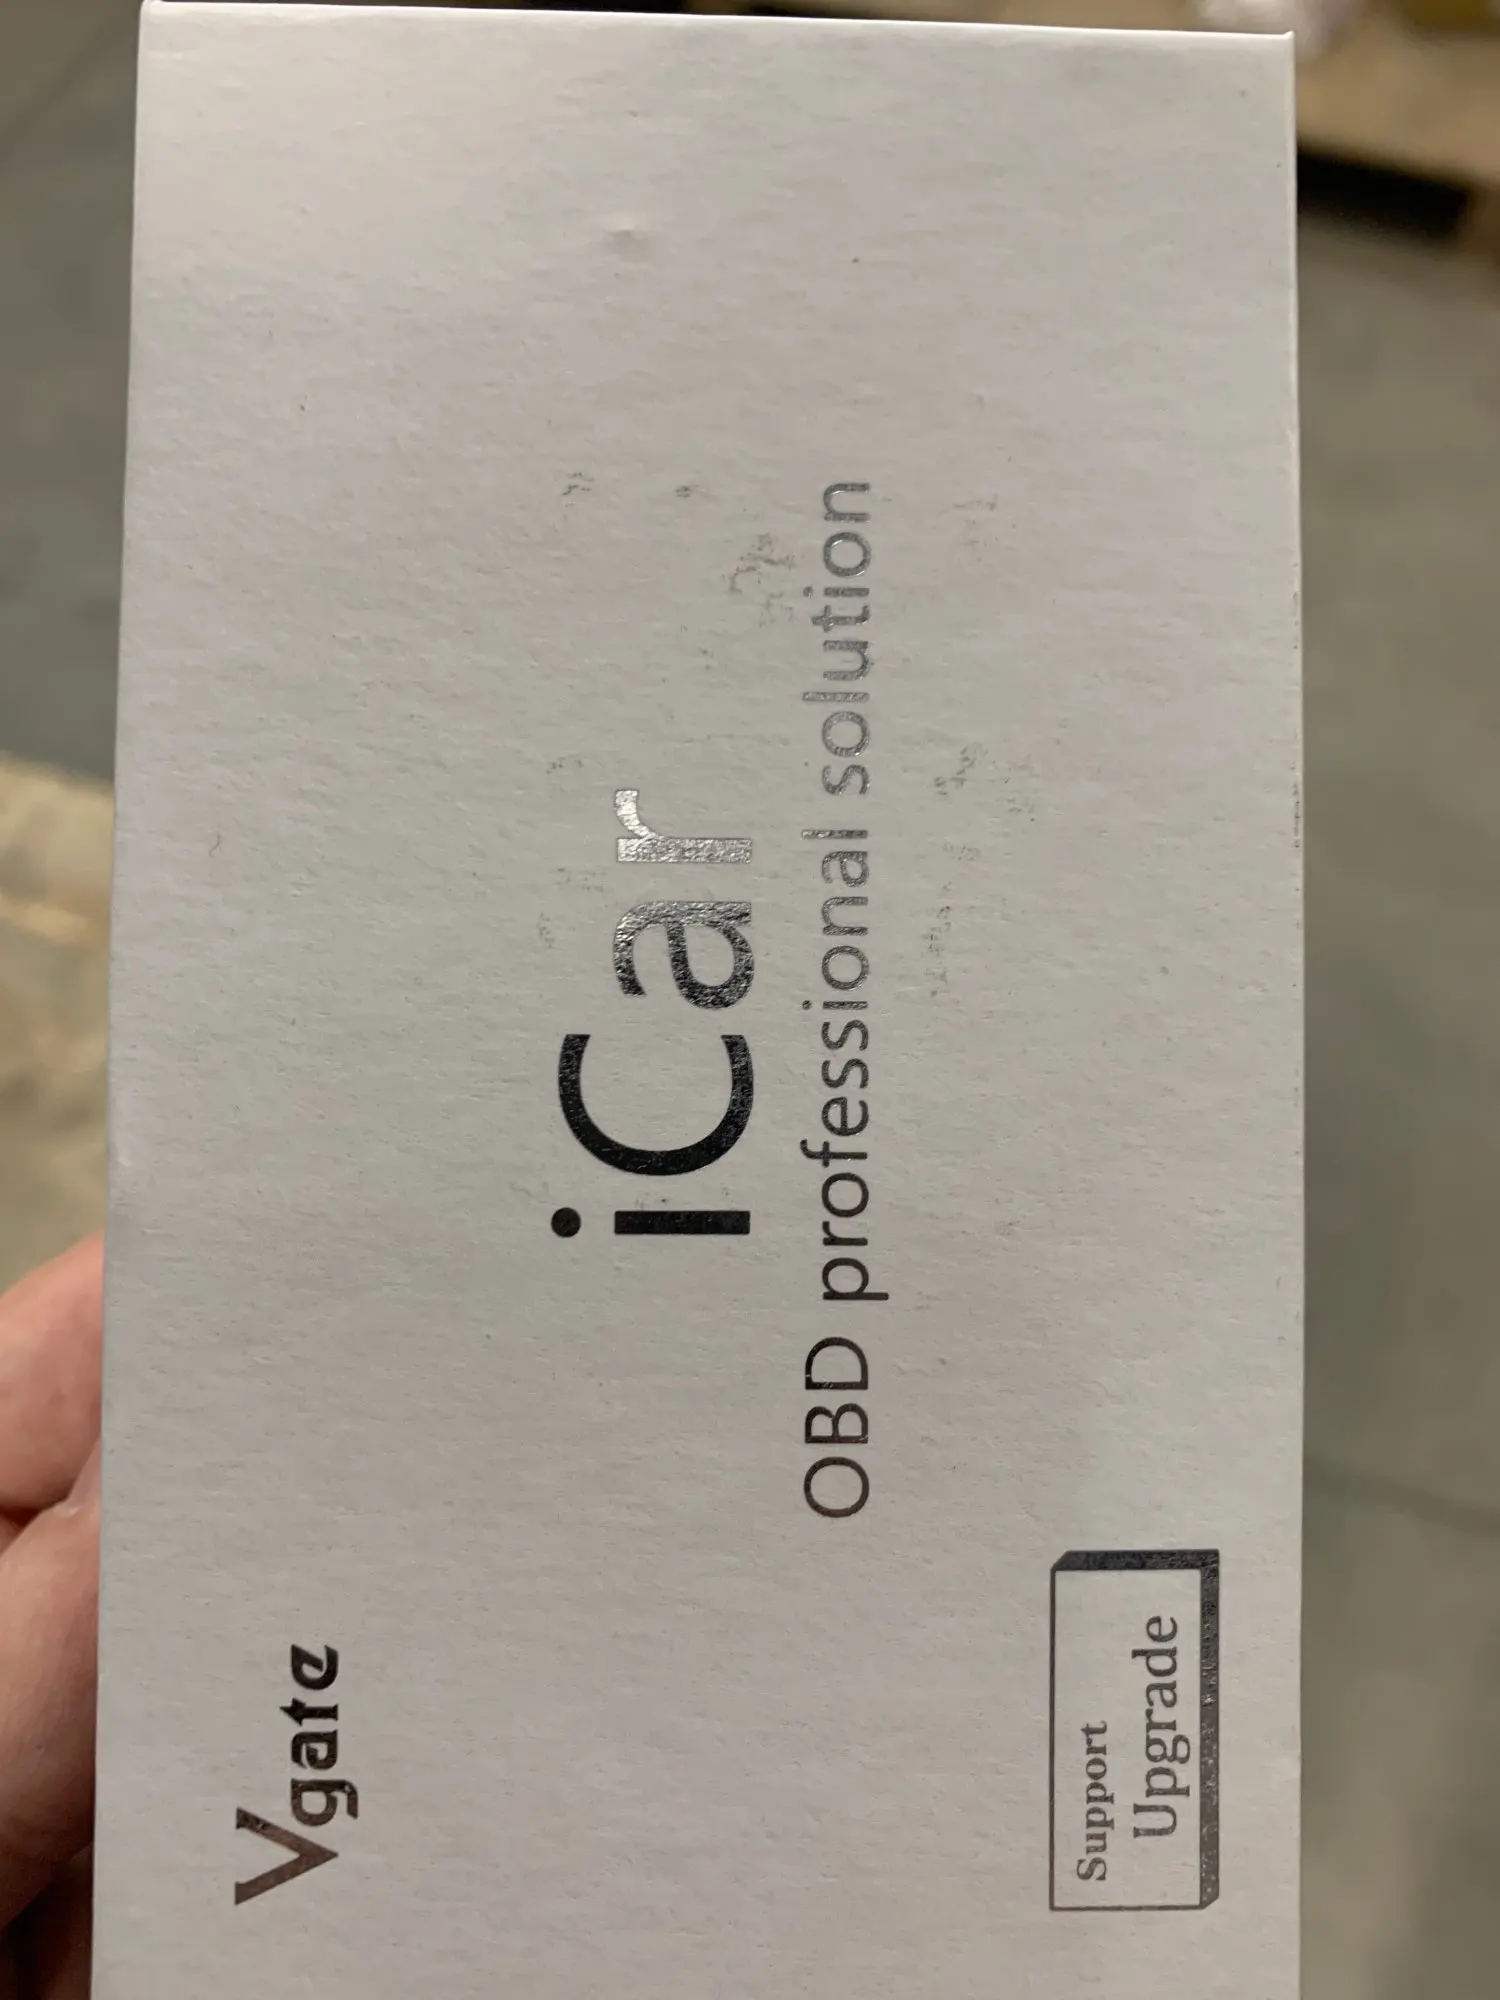 Vgate
iCar
OBD professional solution
Support
Upgrade